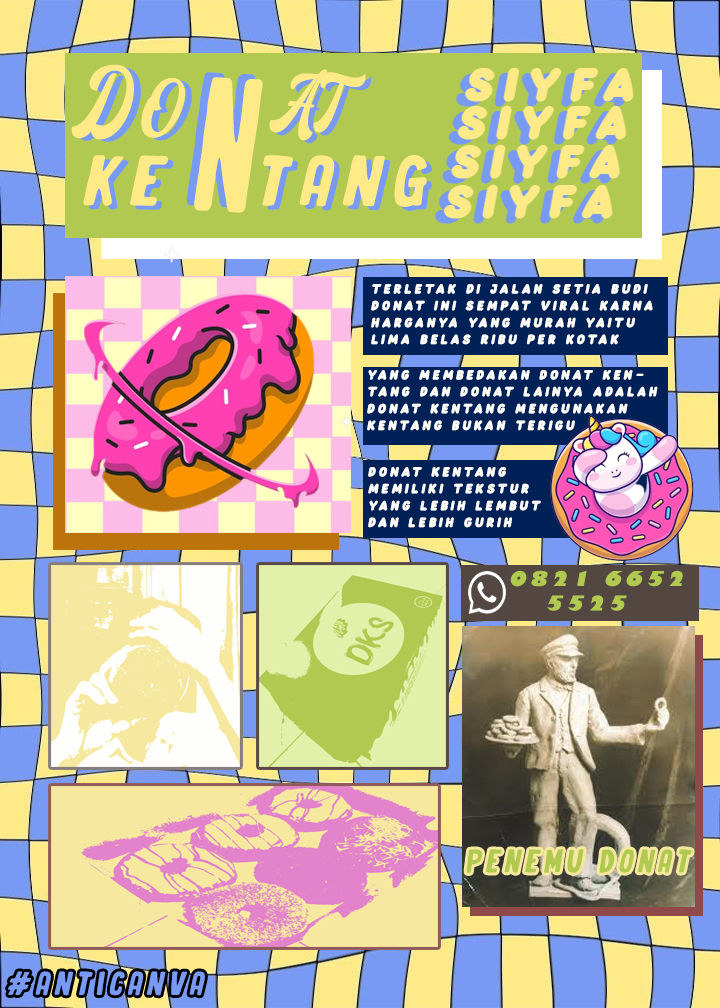 DONAT
KENTANG
SIYFA
SIYFA
SIYFA
SIYFA
TERLETAK DI JALAN SETIA BUDI
DONAT INI SEMPAT VIRAL KARNA
HARGANYA YANG MURAH YAITU
LIMA BELAS RIBU PER KOTAK
YANG MEMBEDAKAN DONAT KEN-
TANG DAN DONAT LAINYA ADALAH
DONAT KENTANG MENGUNAKAN
KENTANG BUKAN TERIGU
DONAT KENTANG
MEMILIKI TEKSTUR
YANG LEBIH LEMBUT
DAN LEBIH GURIH
0821 6652
5525
DKS
PENEMU DONAT
#ANTICANVA